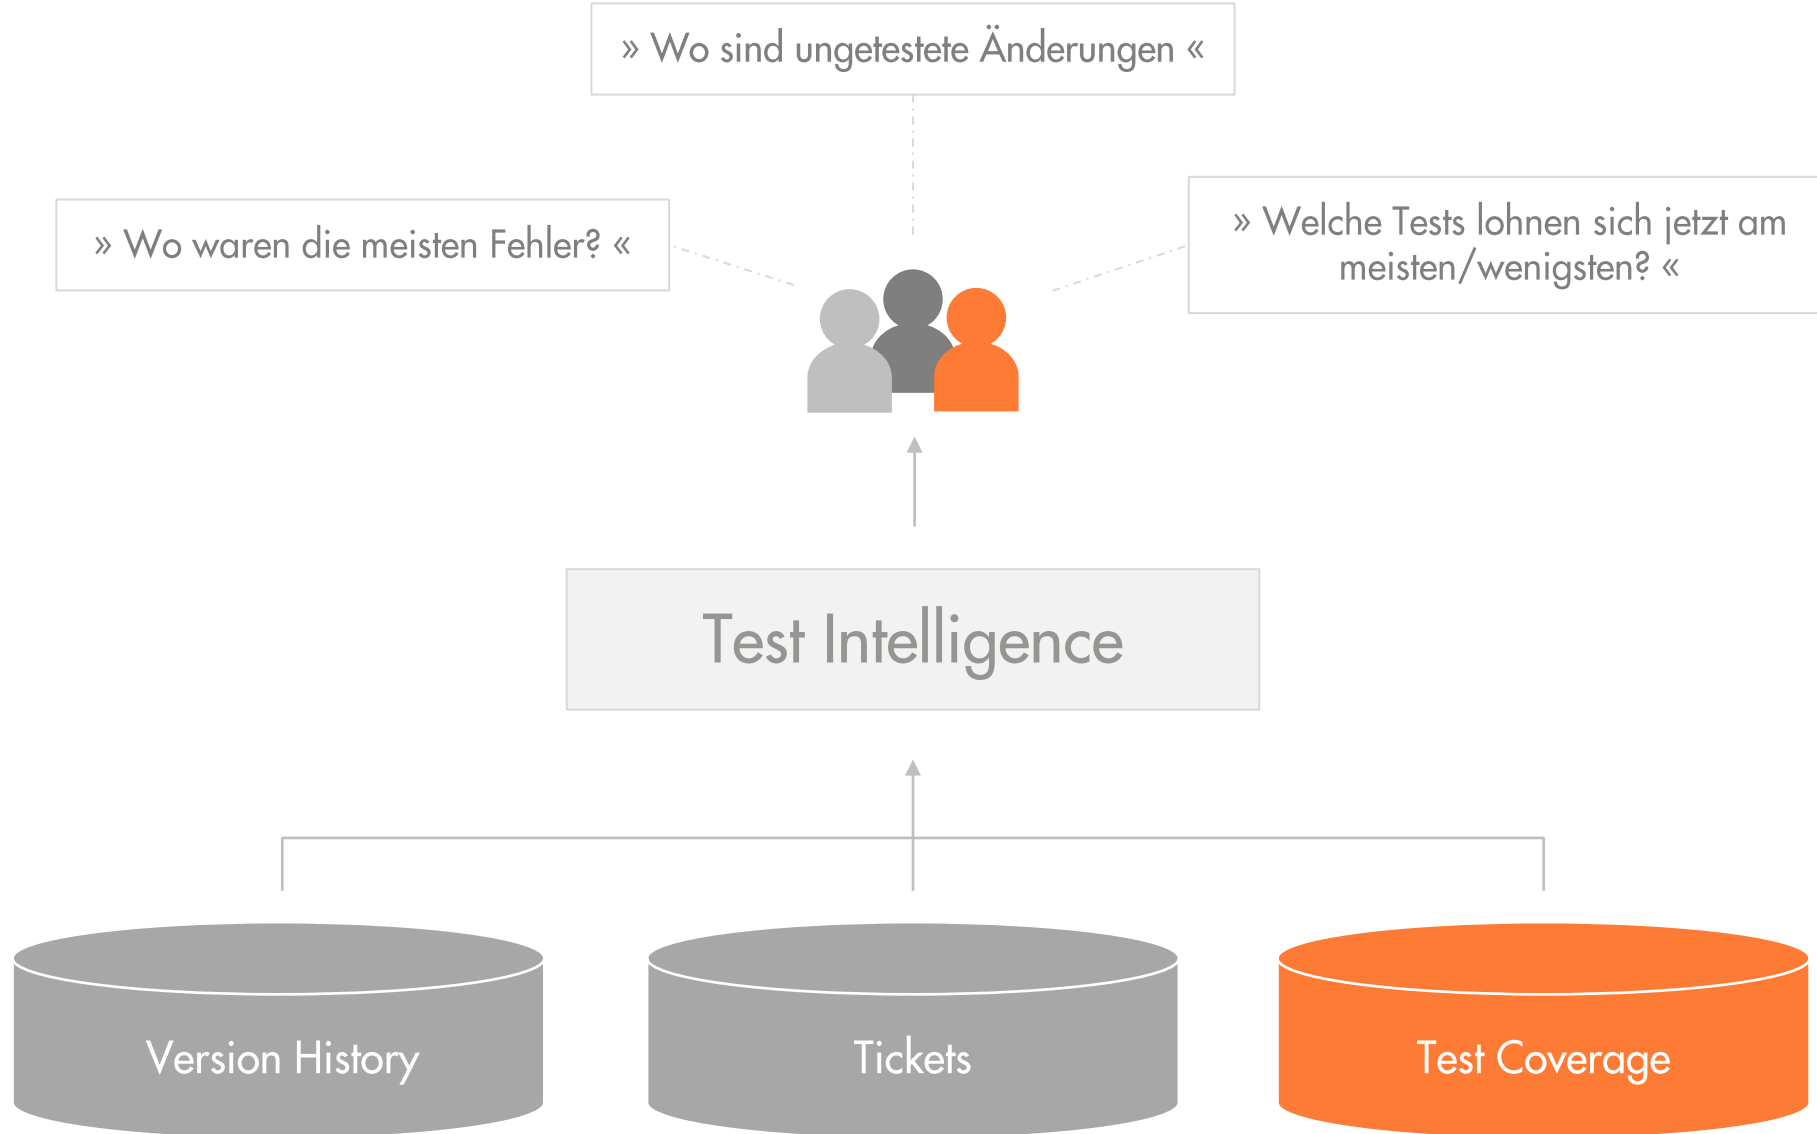 » Wo sind ungetestete Änderungen «
» Wo waren die meisten Fehler? «
» Welche Tests lohnen sich jetzt am
meisten/wenigsten? «
Test Intelligence
Version History
Tickets
Test Coverage